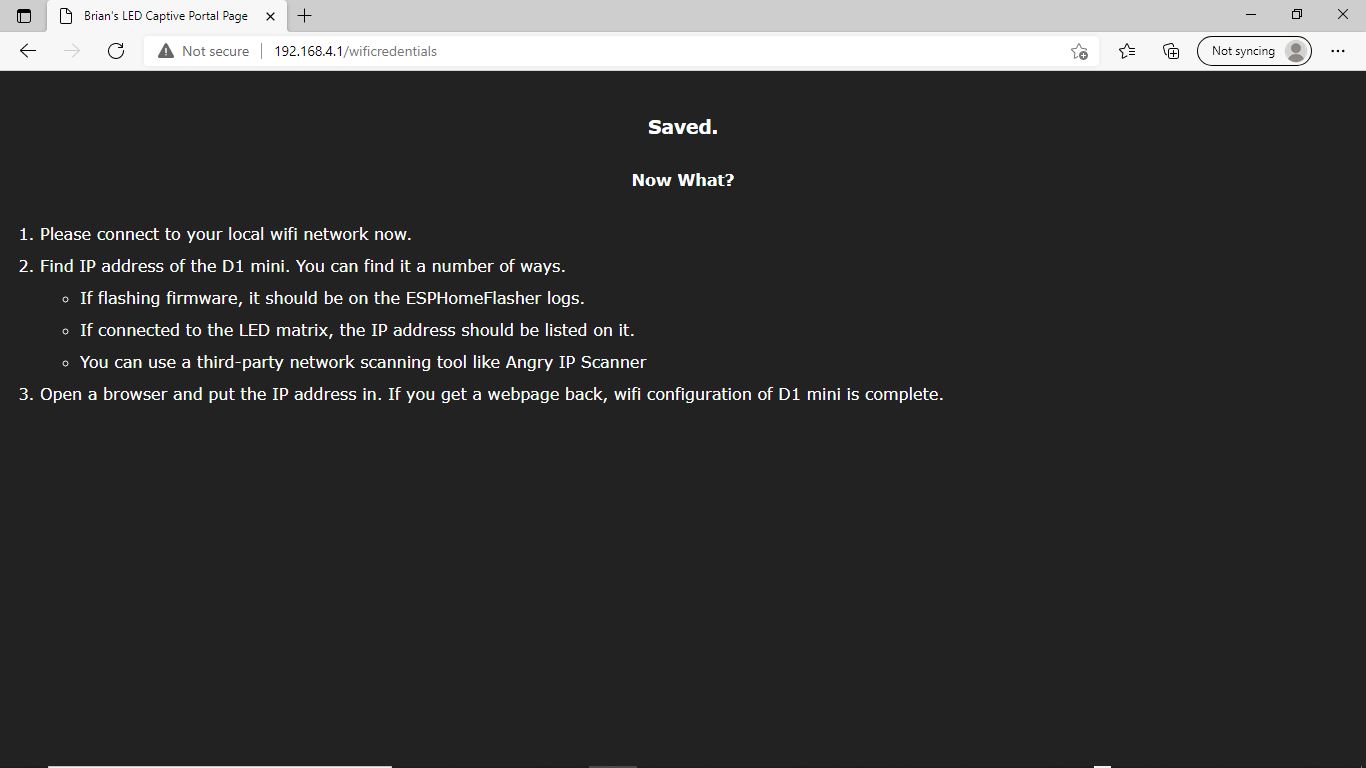 Brian's LED Captive Portal Page
Not secure
192.168.4.1/wificredentials
Not syncing
Saved.
Now What?
1. Please connect to your local wifi network now.
2. Find IP address of the D1 mini. You can find it a number of ways.
If flashing firmware, it should be on the ESPHomeFlasher logs.
If connected to the LED matrix, the IP address should be listed on it.
You can use a third-party network scanning tool like Angry IP Scanner
3. Open a browser and put the IP address in. If you get a webpage back, wifi configuration of D1 mini is complete.